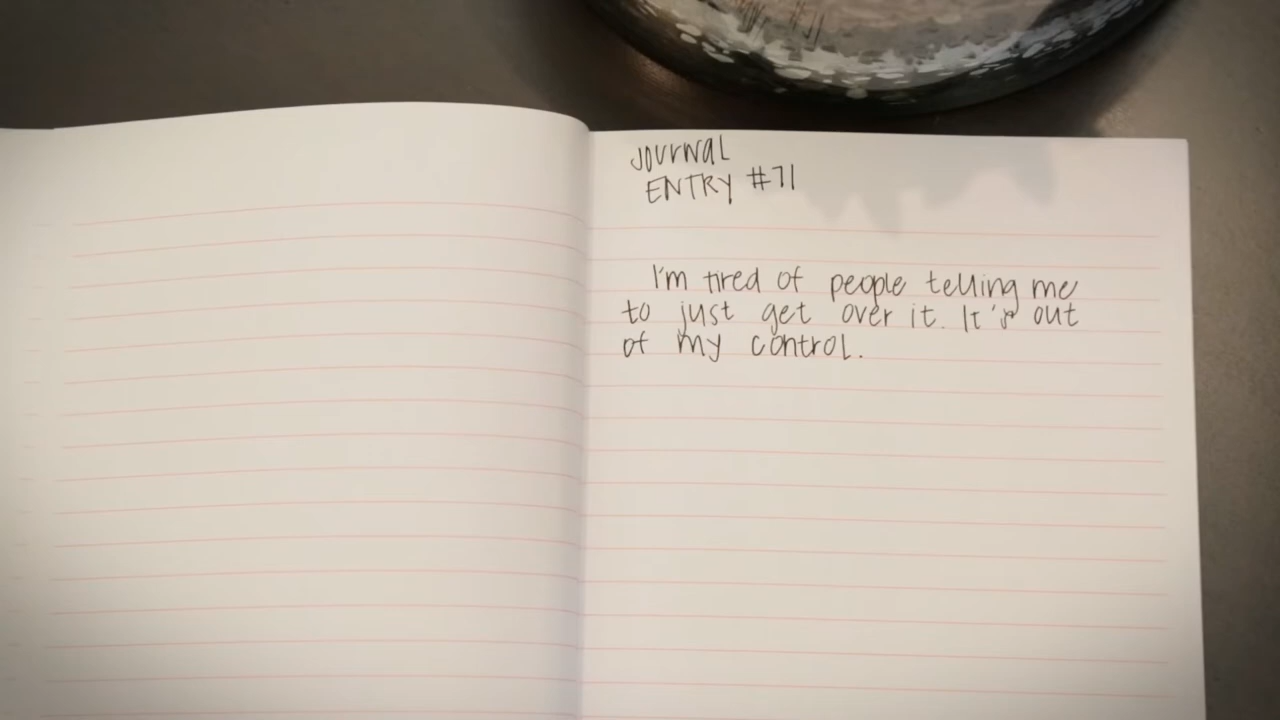 JOURNAL
ENTRY #71
I'm tired of people telling me
to just get over it. It's out
of my control.